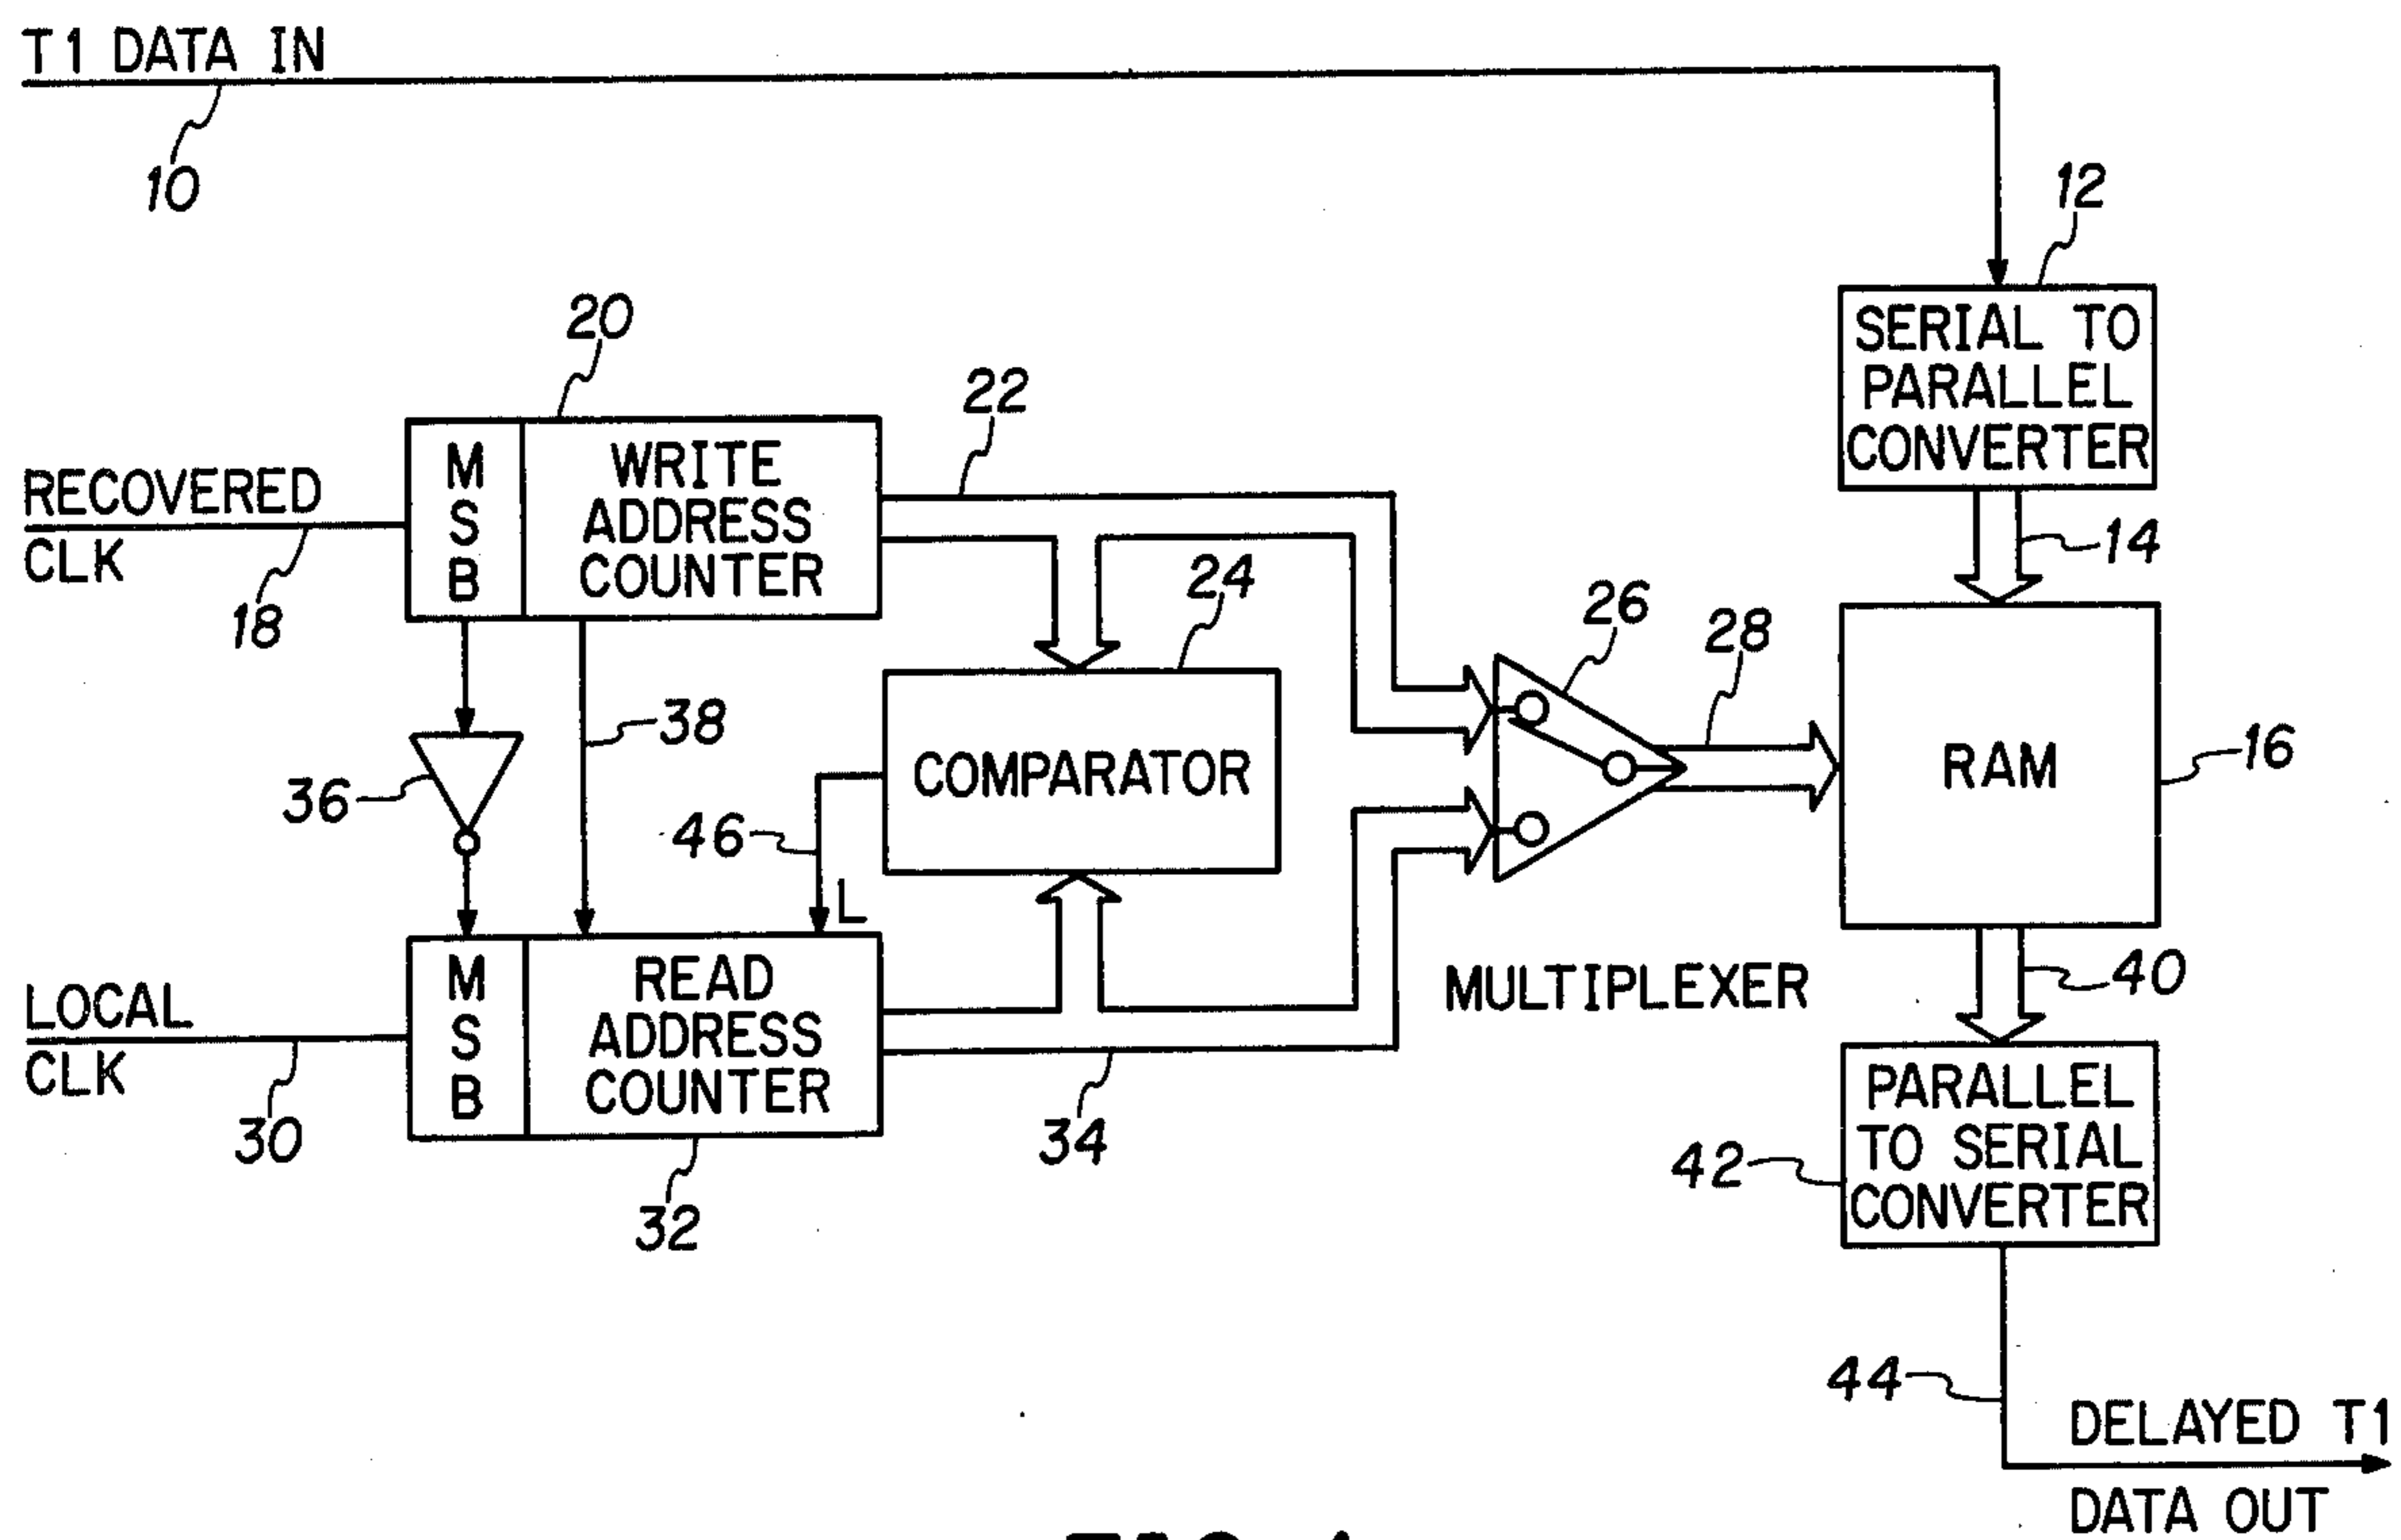 T1 DATA IN
10
12
SERIAL TO
PARALLEL
CONVERTER
14
20
22
M
S
B
WRITE
ADDRESS
COUNTER
RECOVERED
CLK
18
24
26
28
36
38
COMPARATOR
RAM
16
46
L
M
S
B
READ
ADDRESS
COUNTER
LOCAL
CLK
30
32
34
MULTIPLEXER
40
PARALLEL
TO SERIAL
CONVERTER
42
44
DELAYED T1
DATA OUT